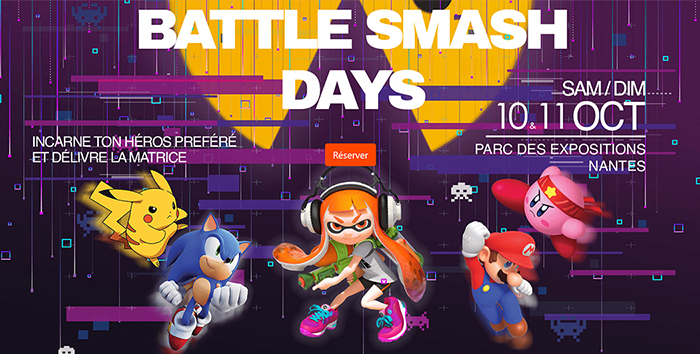 BATTLE SMASH
DAYS
SAM / DIM
10 & 11 OCT
PARC DES EXPOSITIONS
NANTES
INCARNE TON HÉROS PREFÉRÉ
ET DÉLIVRE LA MATRICE
Réserver